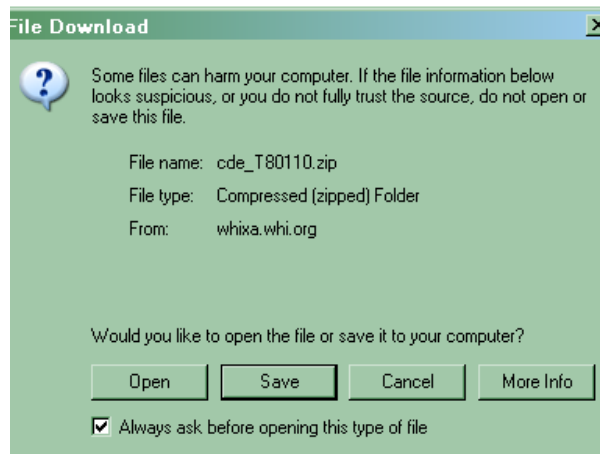 File Download
Some files can harm your computer. If the file information below
looks suspicious, or you do not fully trust the source, do not open or
save this file.
File name: cde_T80110.zip
File type: Compressed (zipped) Folder
From: whixa.whi.org
Would you like to open the file or save it to your computer?
Open Save Cancel More Info
Always ask before opening this type of file